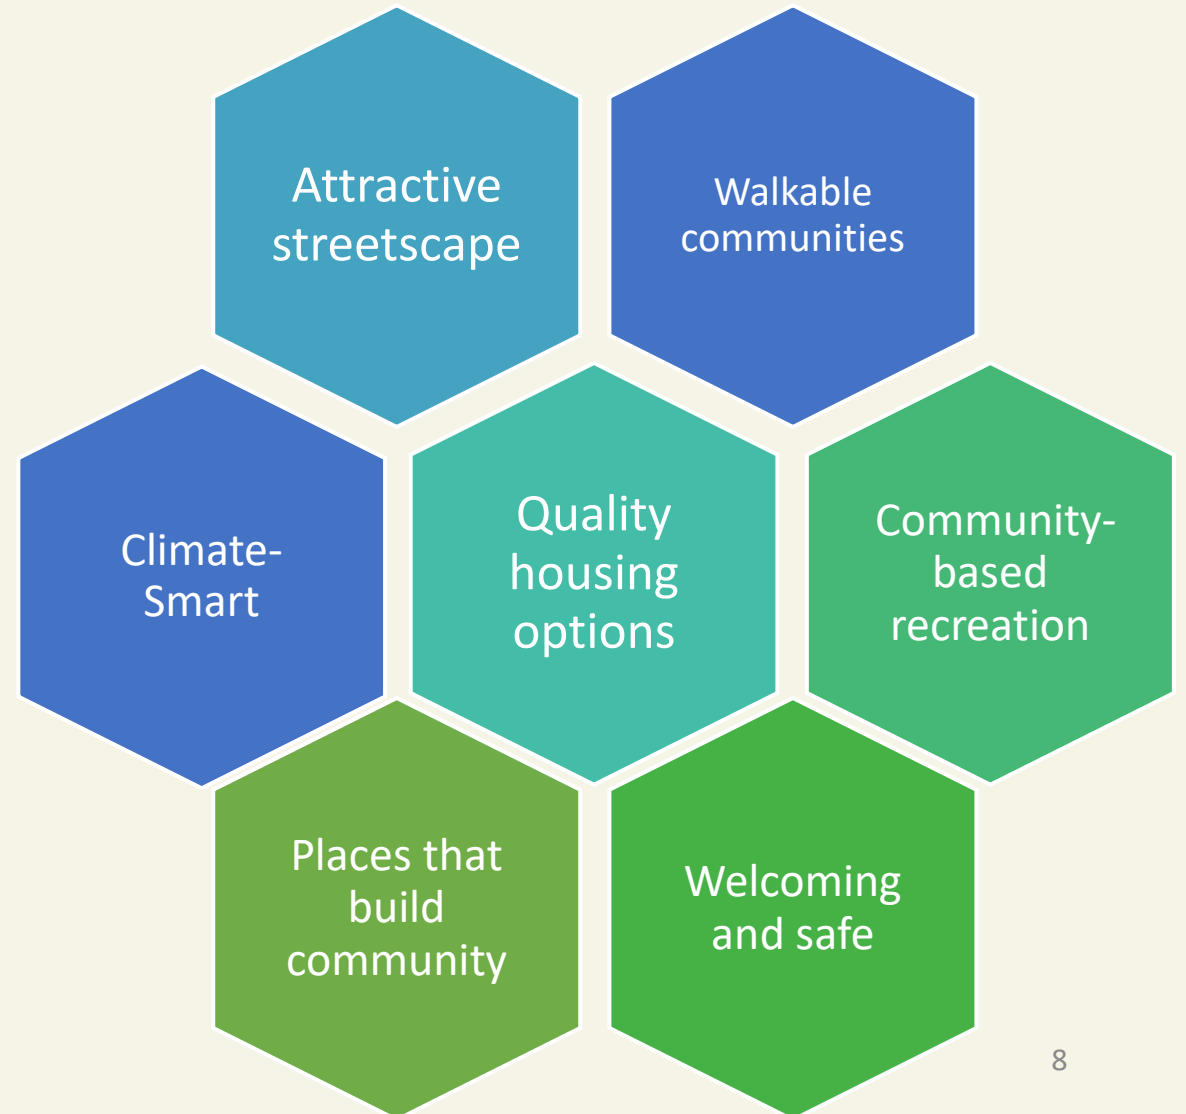 Attractive
streetscape
Walkable
communities
Climate-
Smart
Quality
housing
options
Community-
based
recreation
Places that
build
community
Welcoming
and safe
8